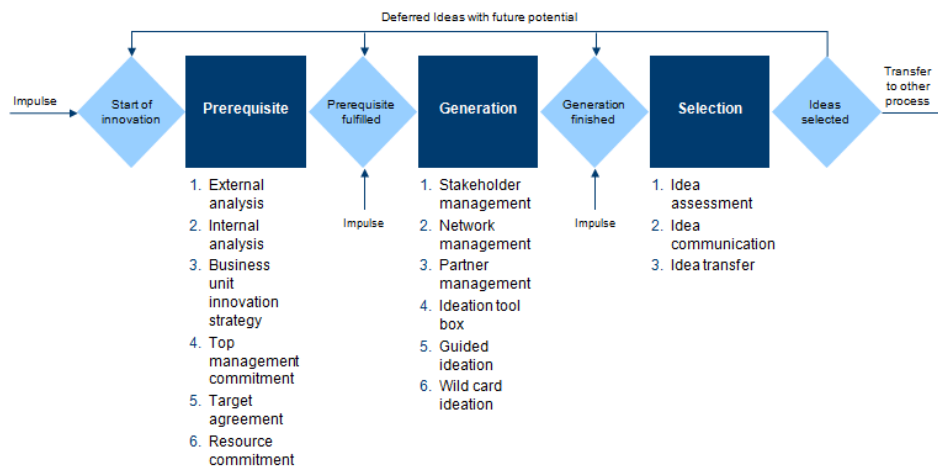 Deferred Ideas with future potential
Impulse
Start of
innovation
Prerequisite
Prerequisite
fulfilled
Generation
Generation
finished
Selection
Ideas
selected
Transfer
to other
process
1. External
analysis
2. Internal
analysis
3. Business
unit
innovation
strategy
4. Top
management
commitment
5. Target
agreement
6. Resource
commitment
Impulse
1. Stakeholder
management
2. Network
management
3. Partner
management
4. Ideation tool
box
5. Guided
ideation
6. Wild card
ideation
Impulse
1. Idea
assessment
2. Idea
communication
3. Idea transfer